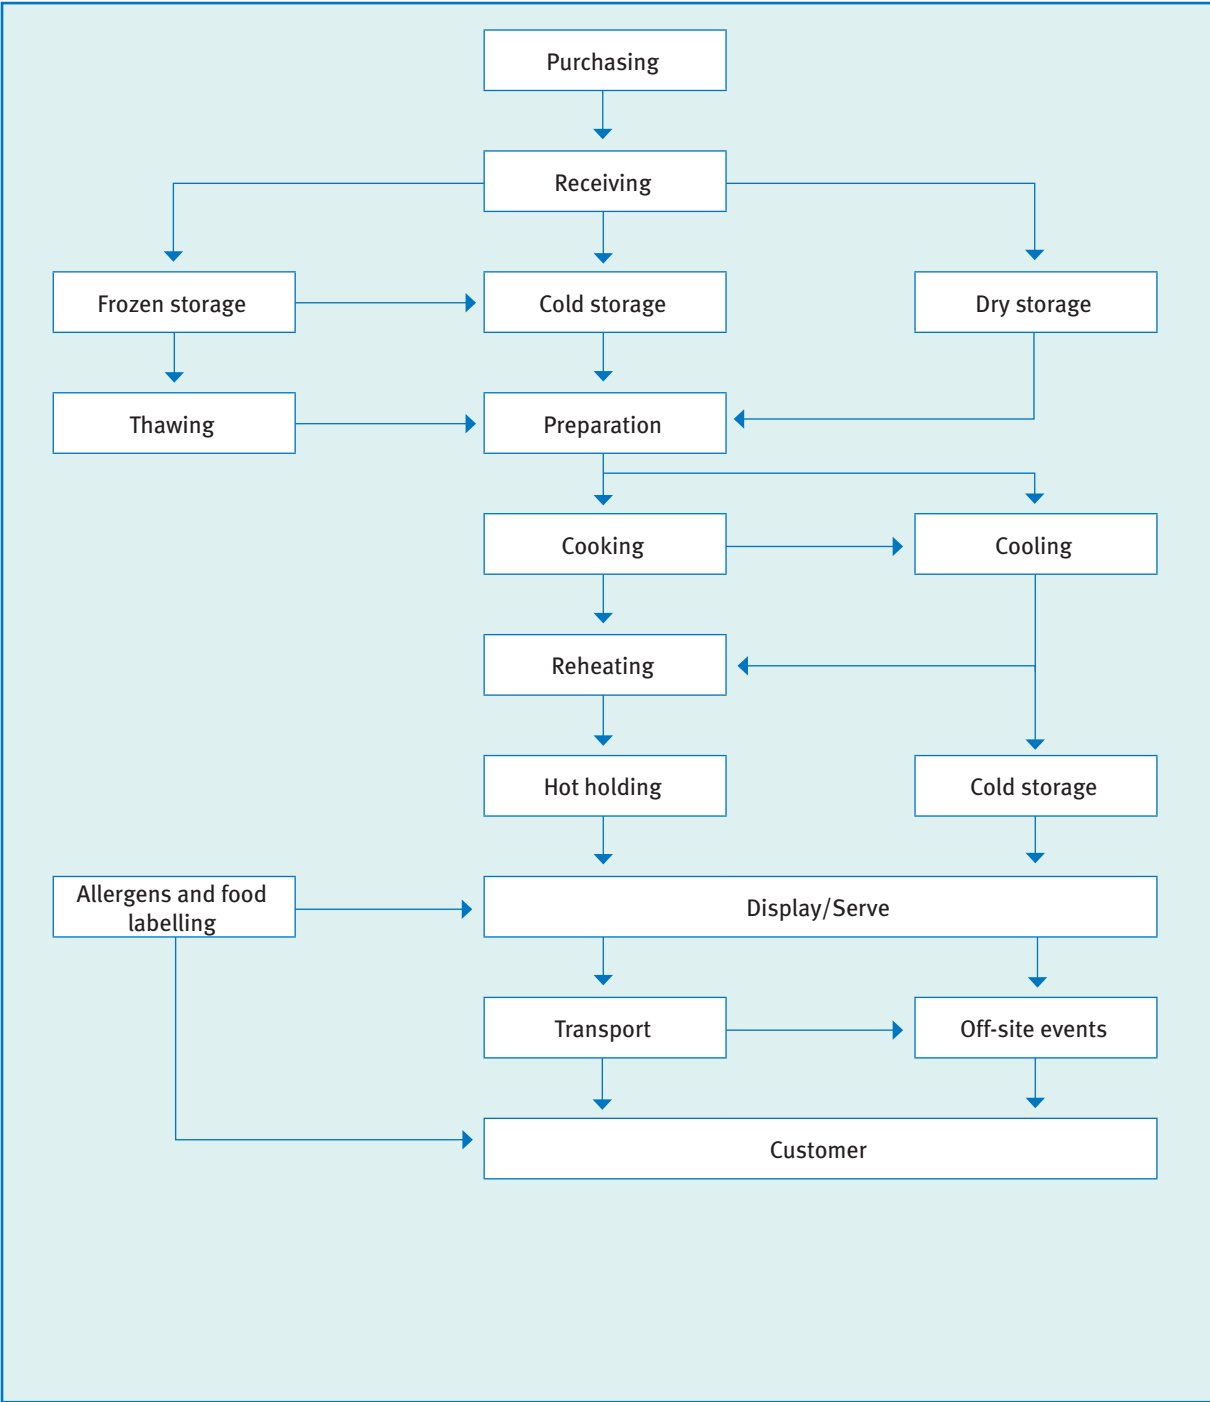 Purchasing
Receiving
Frozen storage
Cold storage
Dry storage
Thawing
Preparation
Cooking
Cooling
Reheating
Hot holding
Cold storage
Allergens and food
labelling
Display/Serve
Transport
Off-site events
Customer